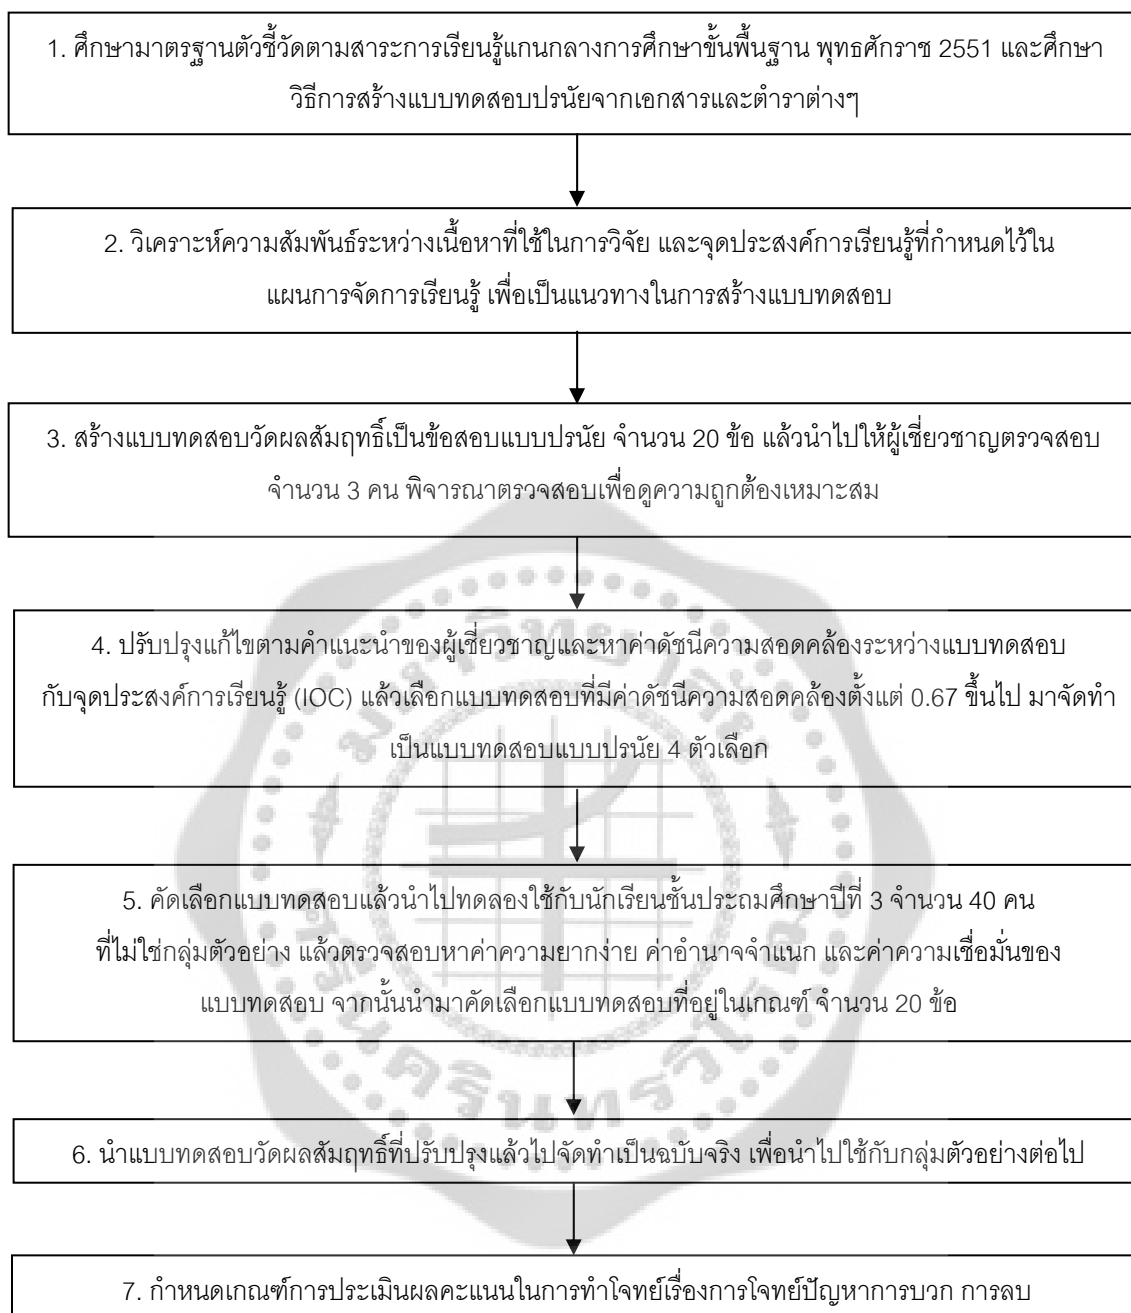 1. ศึกษามาตรฐานตัวชี้วัดตามสาระการเรียนรู้แกนกลางการศึกษาขั้นพื้นฐาน พุทธศักราช 2551 และศึกษา
วิธีการสร้างแบบทดสอบปรนัยจากเอกสารและตำราต่างๆ
2. วิเคราะห์ความสัมพันธ์ระหว่างเนื้อหาที่ใช้ในการวิจัย และจุดประสงค์การเรียนรู้ที่กำหนดไว้ใน
แผนการจัดการเรียนรู้ เพื่อเป็นแนวทางในการสร้างแบบทดสอบ
3. สร้างแบบทดสอบวัดผลสัมฤทธิ์เป็นข้อสอบแบบปรนัย จำนวน 20 ข้อ แล้วนำไปให้ผู้เชี่ยวชาญตรวจสอบ
จำนวน 3 คน พิจารณาตรวจสอบเพื่อดูความถูกต้องเหมาะสม
4. ปรับปรุงแก้ไขตามคำแนะนำของผู้เชี่ยวชาญและหาค่าดัชนีความสอดคล้องระหว่างแบบทดสอบ
กับจุดประสงค์การเรียนรู้ (IOC) แล้วเลือกแบบทดสอบที่มีค่าดัชนีความสอดคล้องตั้งแต่ 0.67 ขึ้นไป มาจัดทำ
เป็นแบบทดสอบแบบปรนัย 4 ตัวเลือก
5. คัดเลือกแบบทดสอบแล้วนำไปทดลองใช้กับนักเรียนชั้นประถมศึกษาปีที่ 3 จำนวน 40 คน
ที่ไม่ใช่กลุ่มตัวอย่าง แล้วตรวจสอบหาค่าความยากง่าย ค่าอำนาจจำแนก และค่าความเชื่อมั่นของ
แบบทดสอบ จากนั้นนำมาคัดเลือกแบบทดสอบที่อยู่ในเกณฑ์ จำนวน 20 ข้อ
6. นำแบบทดสอบวัดผลสัมฤทธิ์ที่ปรับปรุงแล้วไปจัดทำเป็นฉบับจริง เพื่อนำไปใช้กับกลุ่มตัวอย่างต่อไป
7. กำหนดเกณฑ์การประเมินผลคะแนนในการทำโจทย์เรื่องการโจทย์ปัญหาการบวก การลบ
มหาวิทยาลัย
ศรีนครินทรวิโรฒ